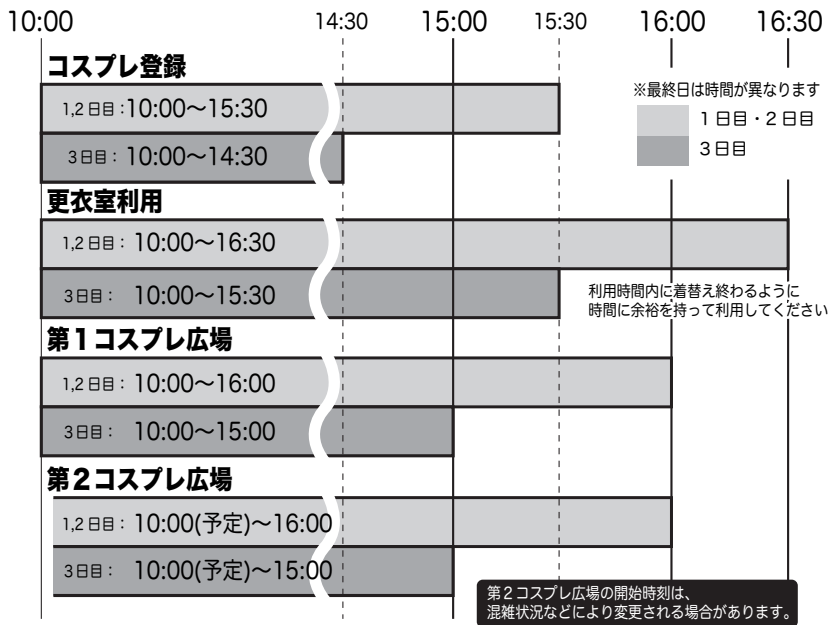 10:00 14:30 15:00 15:30 16:00 16:30
コスプレ登録
1,2日目:10:00〜15:30
3日目: 10:00〜14:30
※最終日は時間が異なります
1日目・2日目
3日目
更衣室利用
1,2日目: 10:00〜16:30
3日目: 10:00〜15:30
利用時間内に着替え終わるように
時間に余裕を持って利用してください
第1コスプレ広場
1,2日目: 10:00〜16:00
3日目: 10:00〜15:00
第2コスプレ広場
1,2日目: 10:00(予定)〜16:00
3日目: 10:00(予定)〜15:00
第2コスプレ広場の開始時刻は、
混雑状況などにより変更される場合があります。